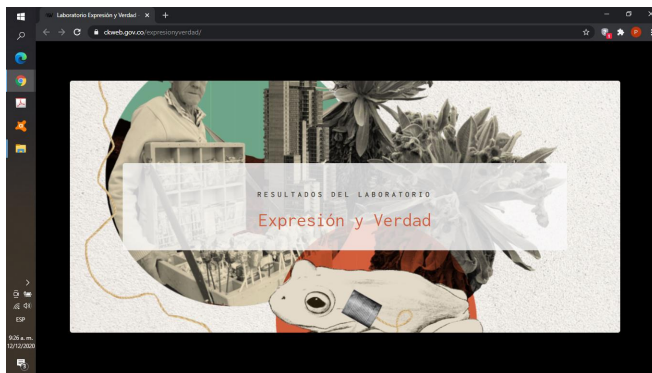 Laboratorio Expresión y Verdad
ckweb.gov.co/expresionyverdad/
RESULTADOS DEL LABORATORIO
Expresión y Verdad
ESP
9:26 a. m.
12/12/2020